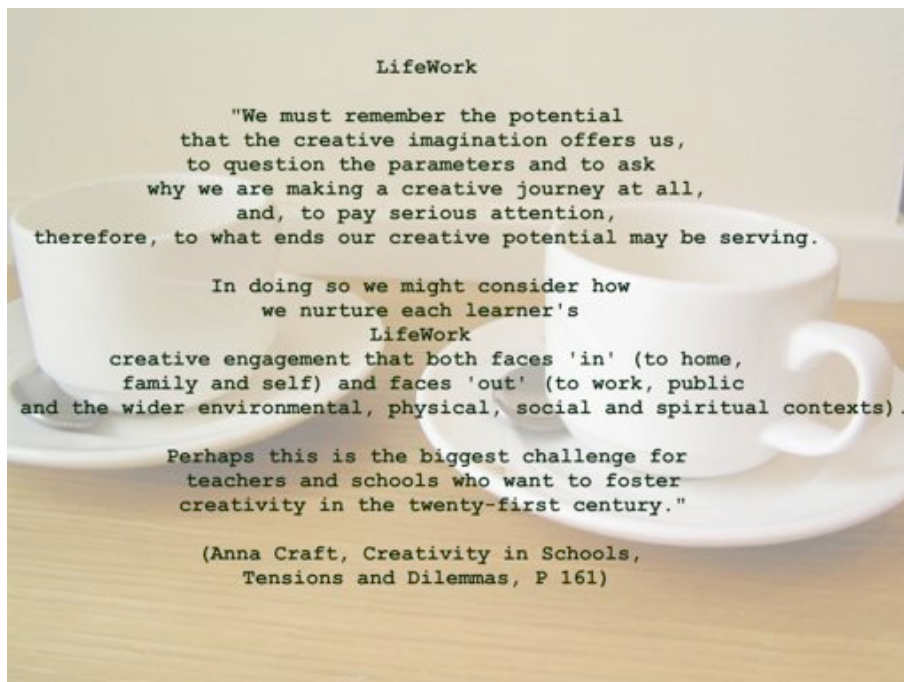 LifeWork
"We must remember the potential
that the creative imagination offers us,
to question the parameters and to ask
why we are making a creative journey at all,
and, to pay serious attention,
therefore, to what ends our creative potential may be serving.
In doing so we might consider how
we nurture each learner's
LifeWork
creative engagement that both faces 'in' (to home,
family and self) and faces 'out' (to work, public
and the wider environmental, physical, social and spiritual contexts).
Perhaps this is the biggest challenge for
teachers and schools who want to foster
creativity in the twenty-first century."
(Anna Craft, Creativity in Schools,
Tensions and Dilemmas, P 161)